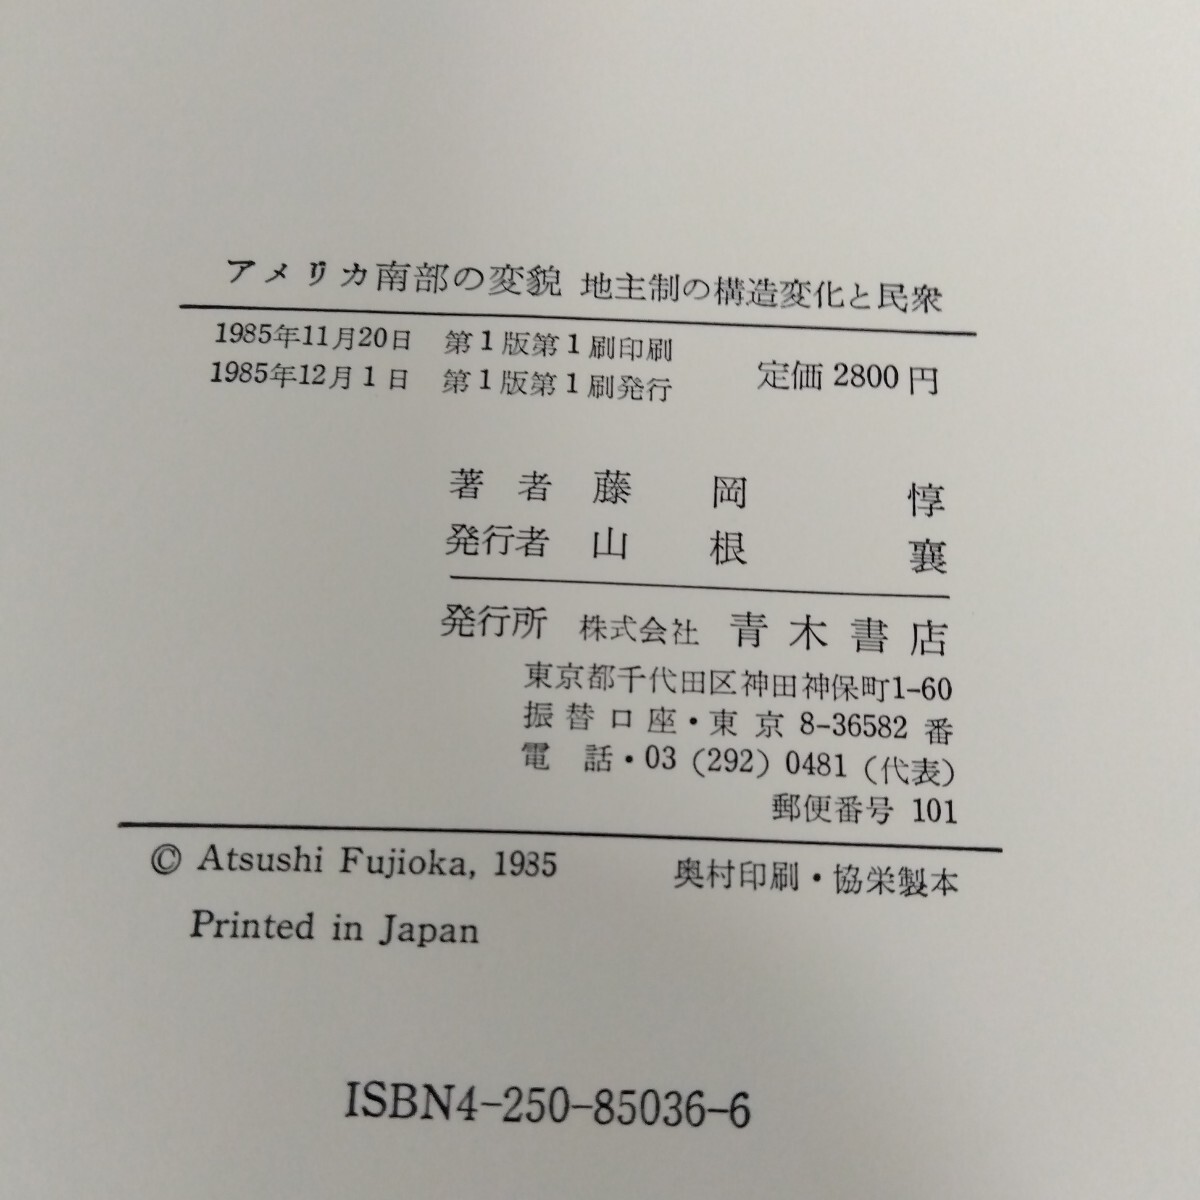 アメリカ南部の変貌 地主制の構造変化と民衆
1985年11月20日 第1版第1刷印刷
1985年12月1日 第1版第1刷発行
定価 2800円
著者 藤岡惇
発行者 山根襄
発行所 株式会社 青木書店
東京都千代田区神田神保町1-60
振替口座・東京 8-36582 番
電話・03 (292) 0481 (代表)
郵便番号 101
© Atsushi Fujioka, 1985 奥村印刷・協栄製本
Printed in Japan
ISBN4-250-85036-6